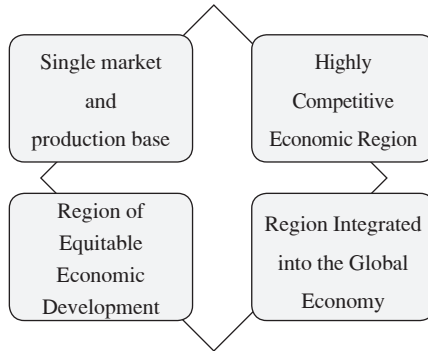 Single market
and
production base
Highly
Competitive
Economic Region
Region of
Equitable
Economic
Development
Region Integrated
into the Global
Economy